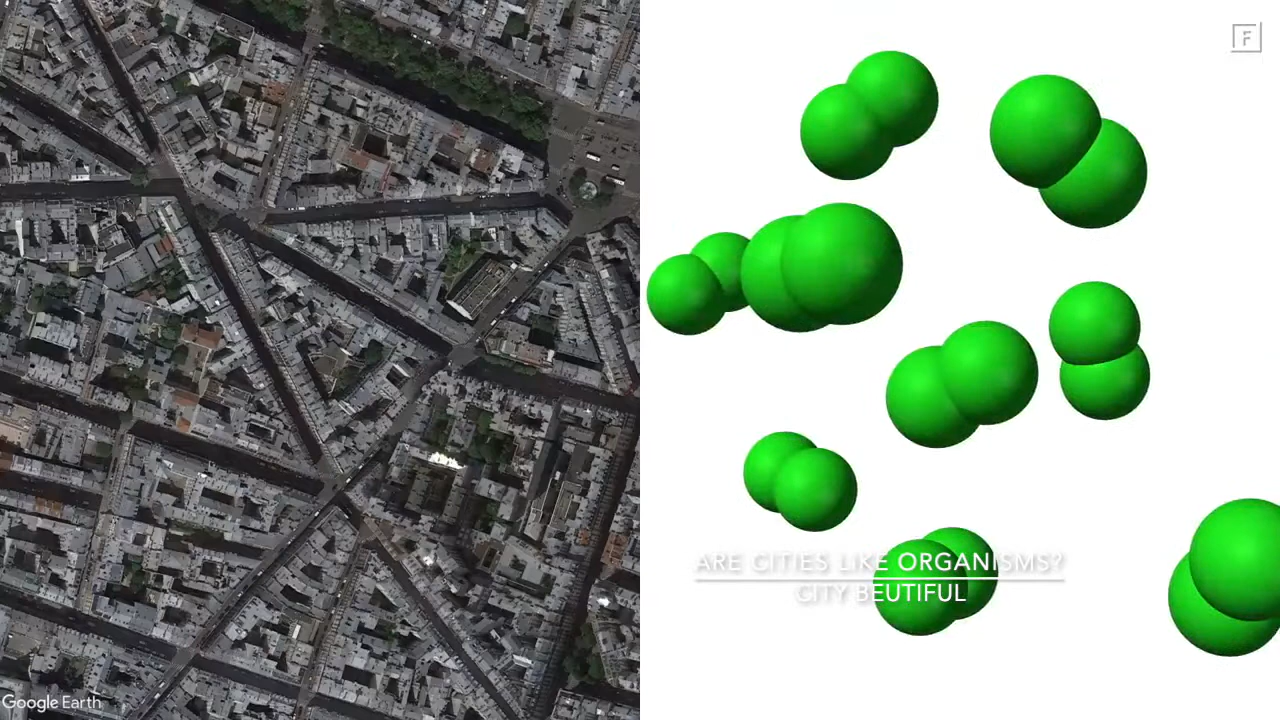 F
ARE CITIES LIKE ORGANISMS?
CITY BEUTIFUL
Google Earth